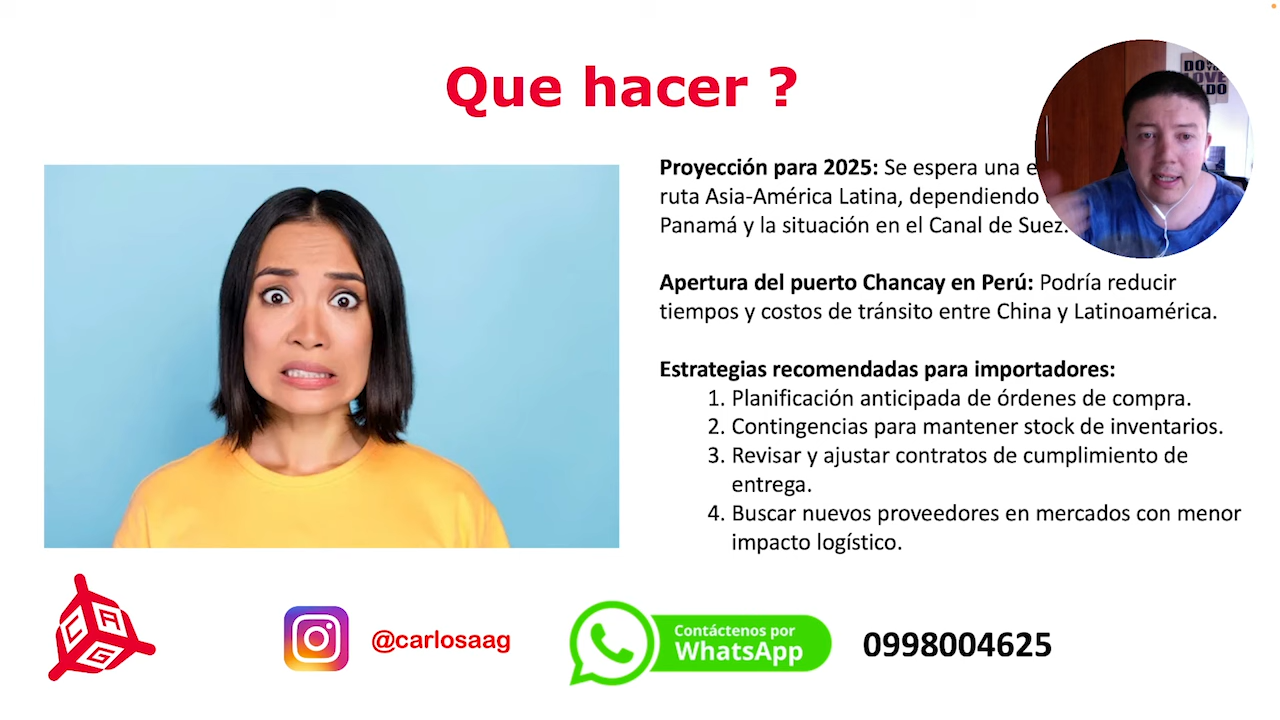 Que hacer ?
DO
LOVE
DO
Proyección para 2025: Se espera una
ruta Asia-América Latina, dependiendo
Panamá y la situación en el Canal de Suez.
Apertura del puerto Chancay en Perú: Podría reducir
tiempos y costos de tránsito entre China y Latinoamérica.
Estrategias recomendadas para importadores:
1. Planificación anticipada de órdenes de compra.
2. Contingencias para mantener stock de inventarios.
3. Revisar y ajustar contratos de cumplimiento de
entrega.
4. Buscar nuevos proveedores en mercados con menor
impacto logístico.
C A G
@carlosaag
Contáctenos por
WhatsApp
0998004625